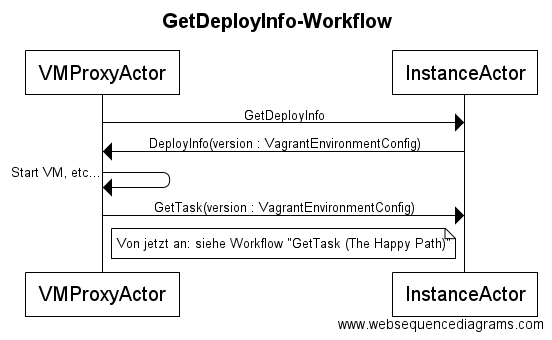 GetDeployInfo-Workflow
VMProxyActor
InstanceActor
GetDeployInfo
DeployInfo(version : VagrantEnvironmentConfig)
Start VM, etc...
GetTask(version : VagrantEnvironmentConfig)
Von jetzt an: siehe Workflow "GetTask (The Happy Path)"
VMProxyActor
InstanceActor
www.websequencediagrams.com